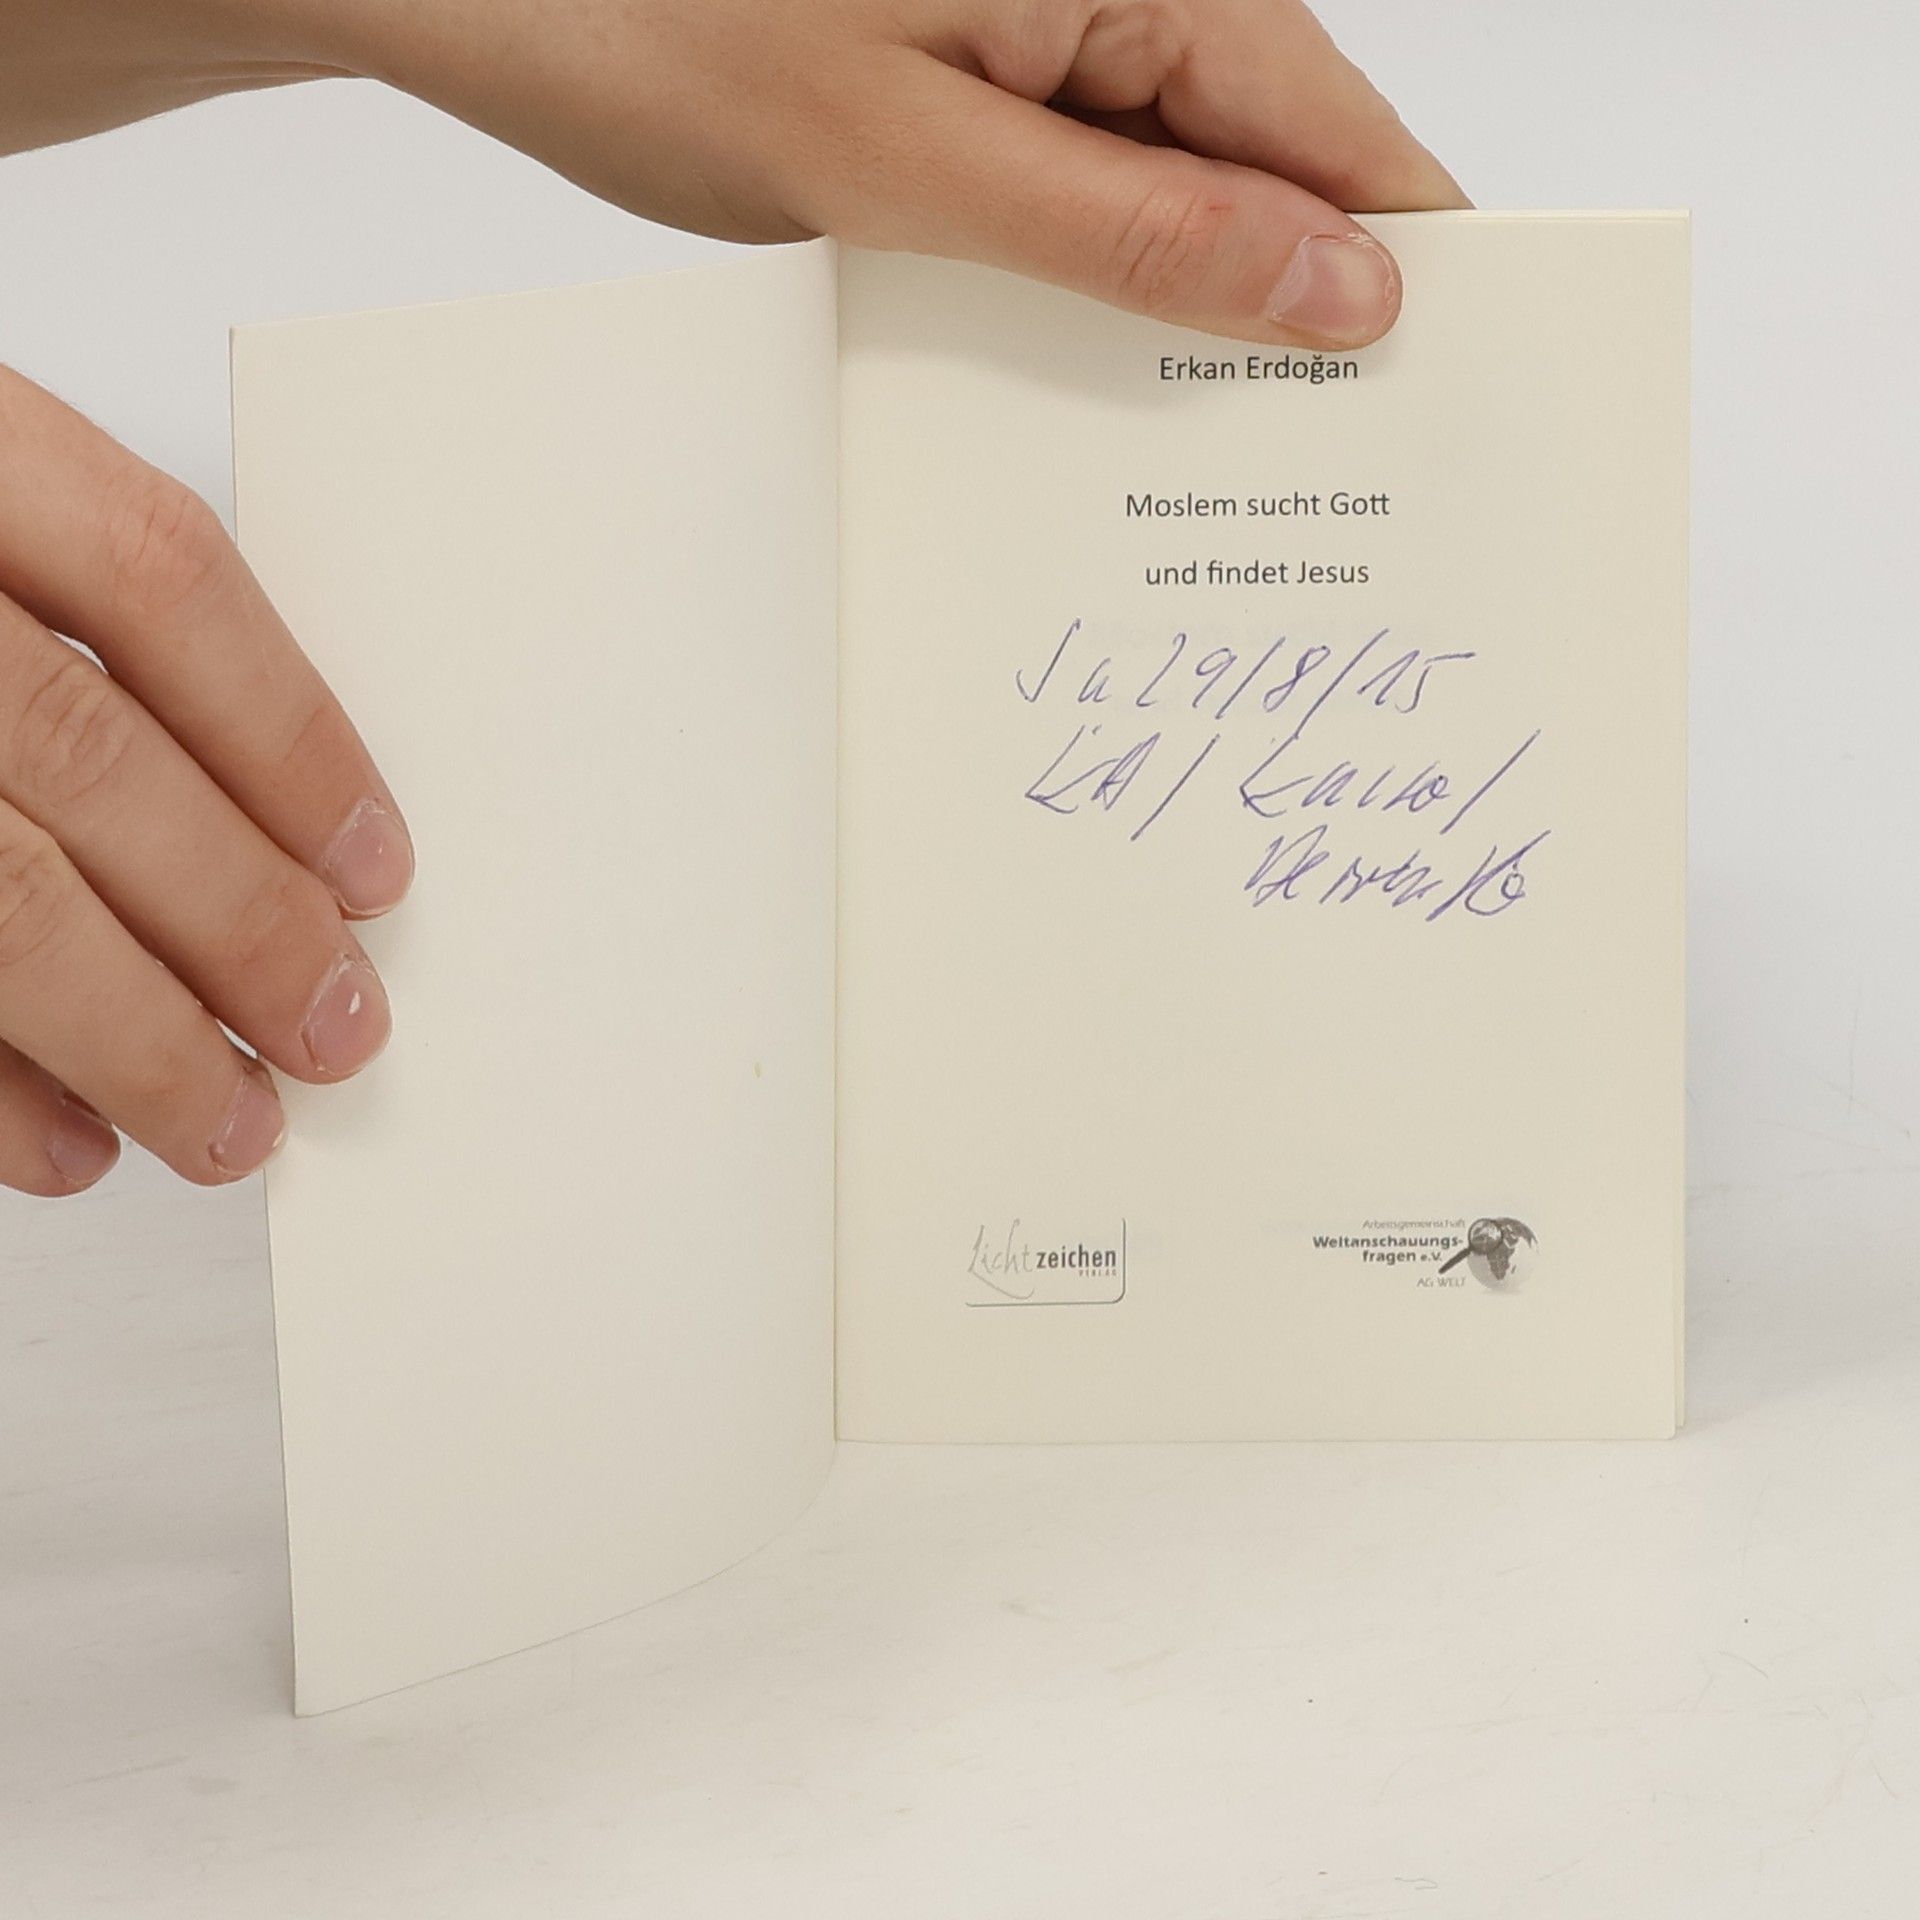 Erkan Erdoğan
Moslem sucht Gott
und findet Jesus
Sa 29/8/15
Lichtzeichen
VERLAG
Arbeitsgemeinschaft
Weltanschauungs-
fragen e.V.
AG WELT